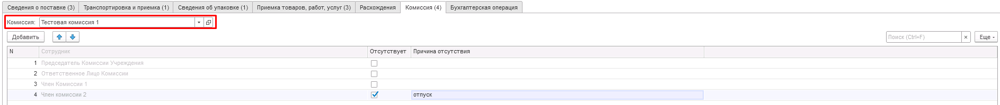 Сведения о поставке (3) Транспортировка и приемка (1) Сведения об упаковке (1) Приемка товаров, работ, услуг (3) Расхождения Комиссия (4) Бухгалтерская операция
Комиссия: Тестовая комиссия 1
Добавить Поиск (Ctrl+F) × Еще
N Сотрудник Отсутствует Причина отсутствия
1 Председатель Комиссии Учреждения
2 Ответственное Лицо Комиссии
3 Член Комиссии 1
4 Член комиссии 2 отпуск